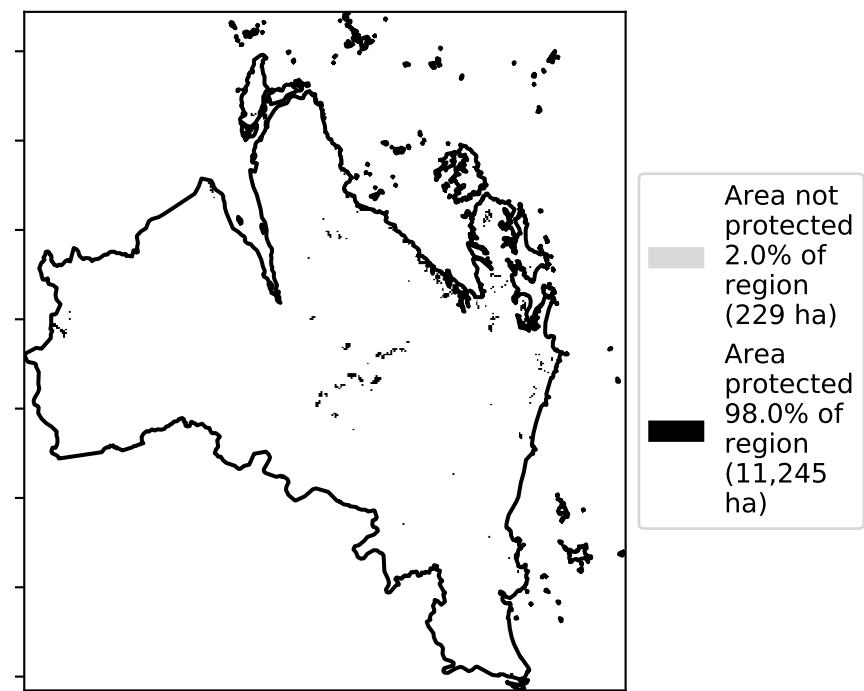 Area not
protected
2.0% of
region
(229 ha)
Area
protected
98.0% of
region
(11,245
ha)